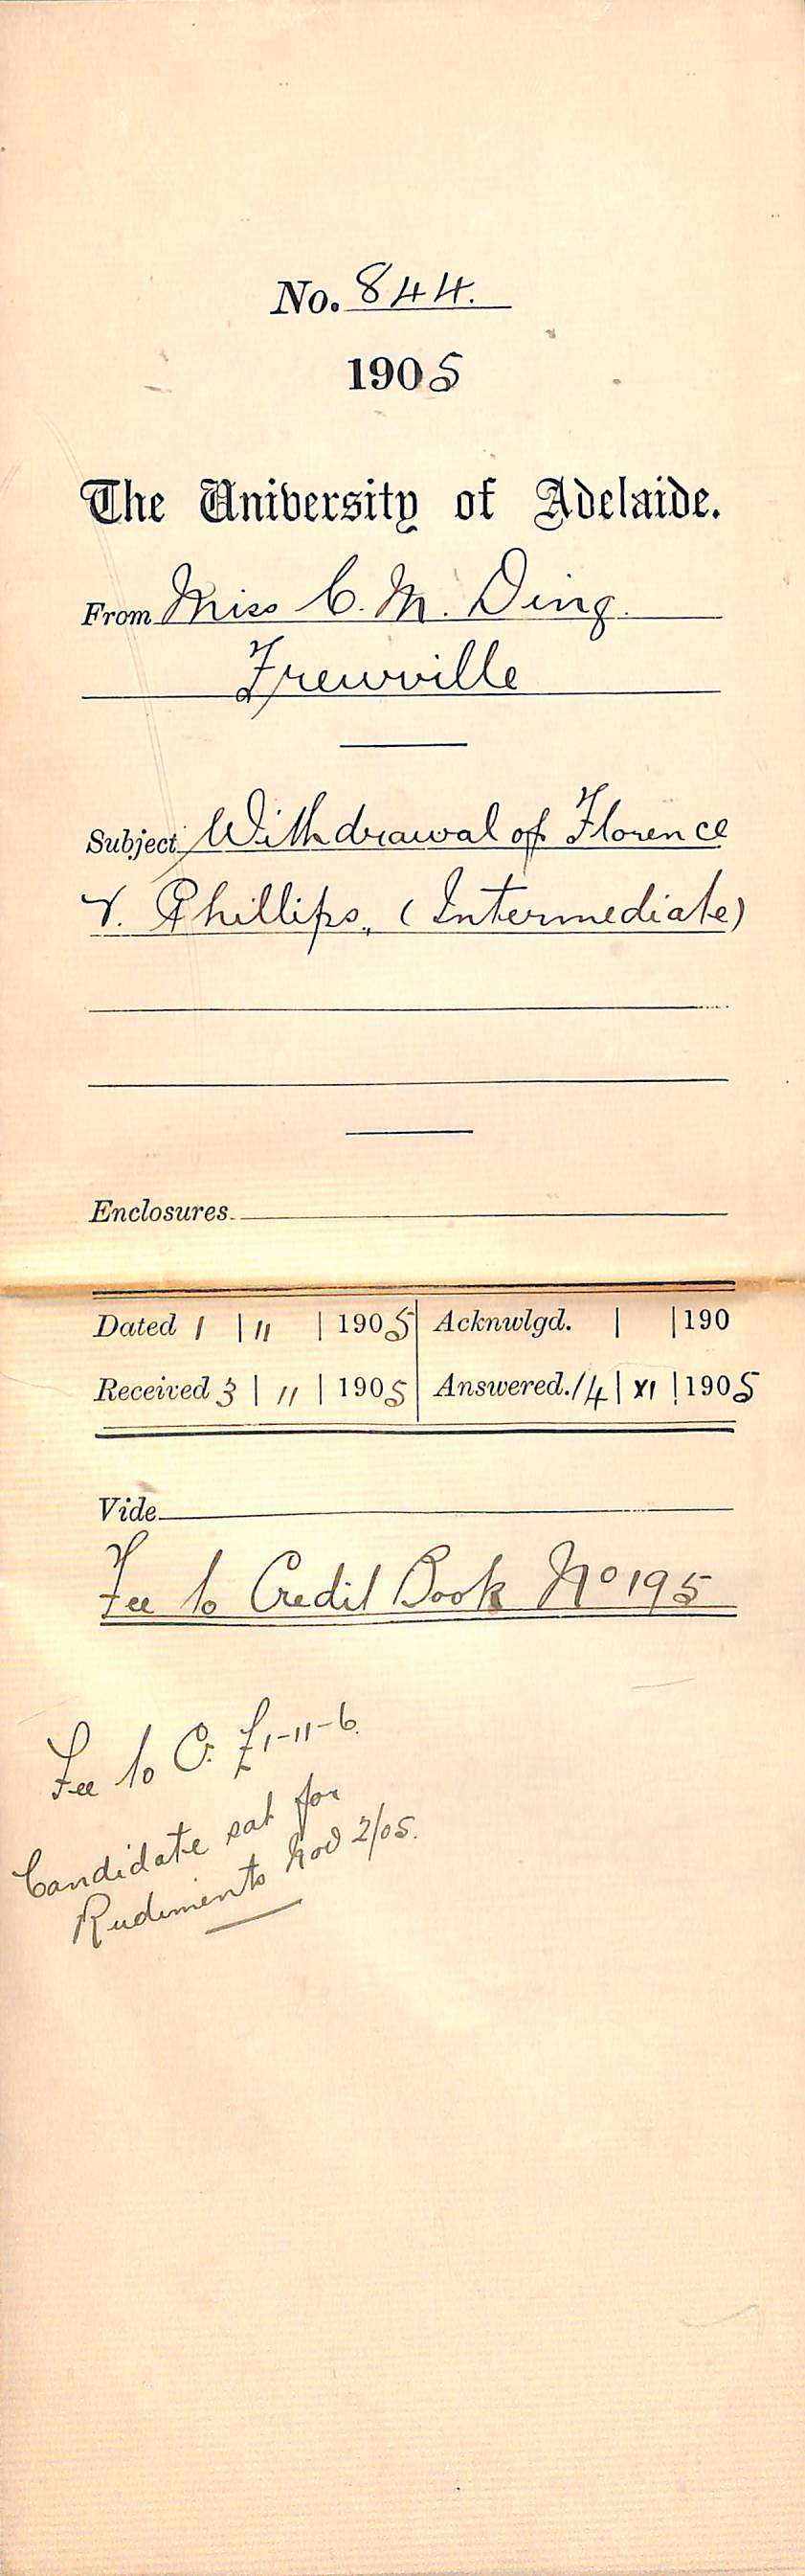 No. 844.
1905
The University of Adelaide.
From Miss C. M. Ding.
Frewville
Subject Withdrawal of Florence
V. Phillips, (Intermediate)
Enclosures
Dated 1 | 11 | 1905 Acknwlgd. | | 190
Received 3 | 11 | 1905 Answered. 14 | XI | 1905
Vide
Fee to Credit Book No 195
Fee to Cr. £1-11-6.
Candidate sat for
Rudiments Nov 2/05.